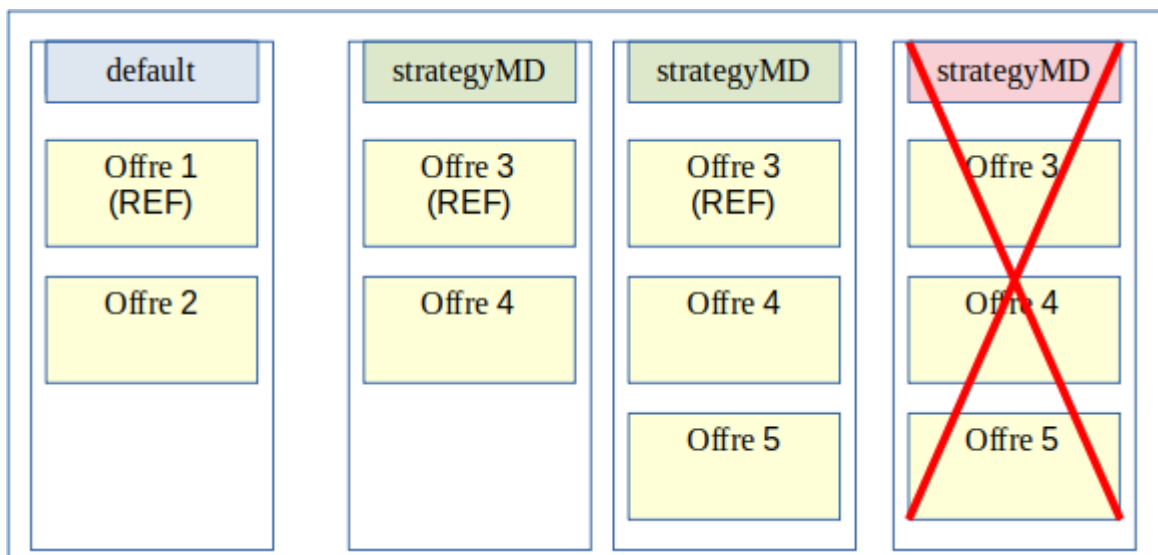 default
Offre 1
(REF)
Offre 2
strategyMD
Offre 3
(REF)
Offre 4
strategyMD
Offre 3
(REF)
Offre 4
Offre 5
strategyMD
Offre 3
Offre 4
Offre 5